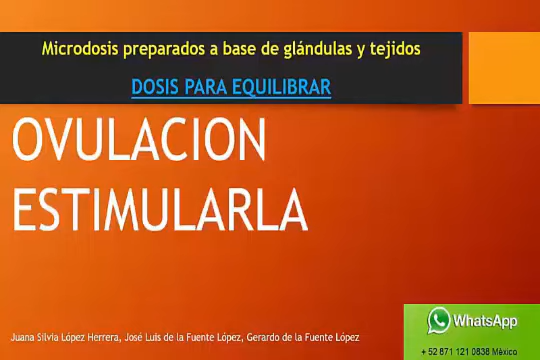 Microdosis preparados a base de glándulas y tejidos
DOSIS PARA EQUILIBRAR
OVULACION
ESTIMULARLA
Juana Silvia López Herrera, José Luis de la Fuente López, Gerardo de la Fuente López
WhatsApp
+ 52 871 121 0838 México